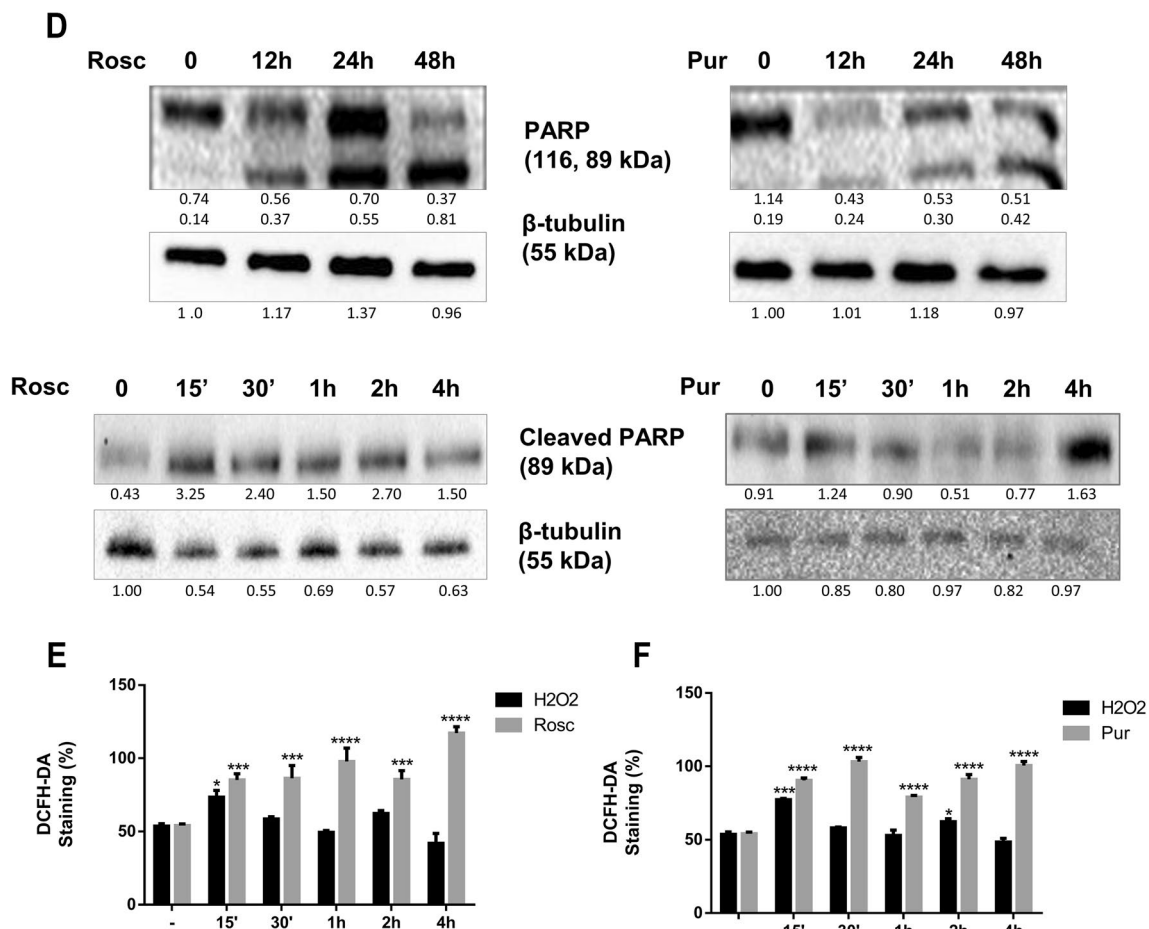 D
Rosc 0 12h 24h 48h
0.74 0.56 0.70 0.37
0.14 0.37 0.55 0.81
1 .0 1.17 1.37 0.96
PARP
(116, 89 kDa)
β-tubulin
(55 kDa)
Pur 0 12h 24h 48h
1.14 0.43 0.53 0.51
0.19 0.24 0.30 0.42
1 .00 1.01 1.18 0.97
Rosc 0 15’ 30’ 1h 2h 4h
0.43 3.25 2.40 1.50 2.70 1.50
1.00 0.54 0.55 0.69 0.57 0.63
Cleaved PARP
(89 kDa)
β-tubulin
(55 kDa)
Pur 0 15’ 30’ 1h 2h 4h
0.91 1.24 0.90 0.51 0.77 1.63
1.00 0.85 0.80 0.97 0.82 0.97
E
DCFH-DA
Staining (%)
150
100
50
0
* *** *** **** *** ****
- 15' 30' 1h 2h 4h
H2O2
Rosc
F
DCFH-DA
Staining (%)
150
100
50
0
*** **** **** **** * **** ****
15' 30' 1h 2h 4h
H2O2
Pur